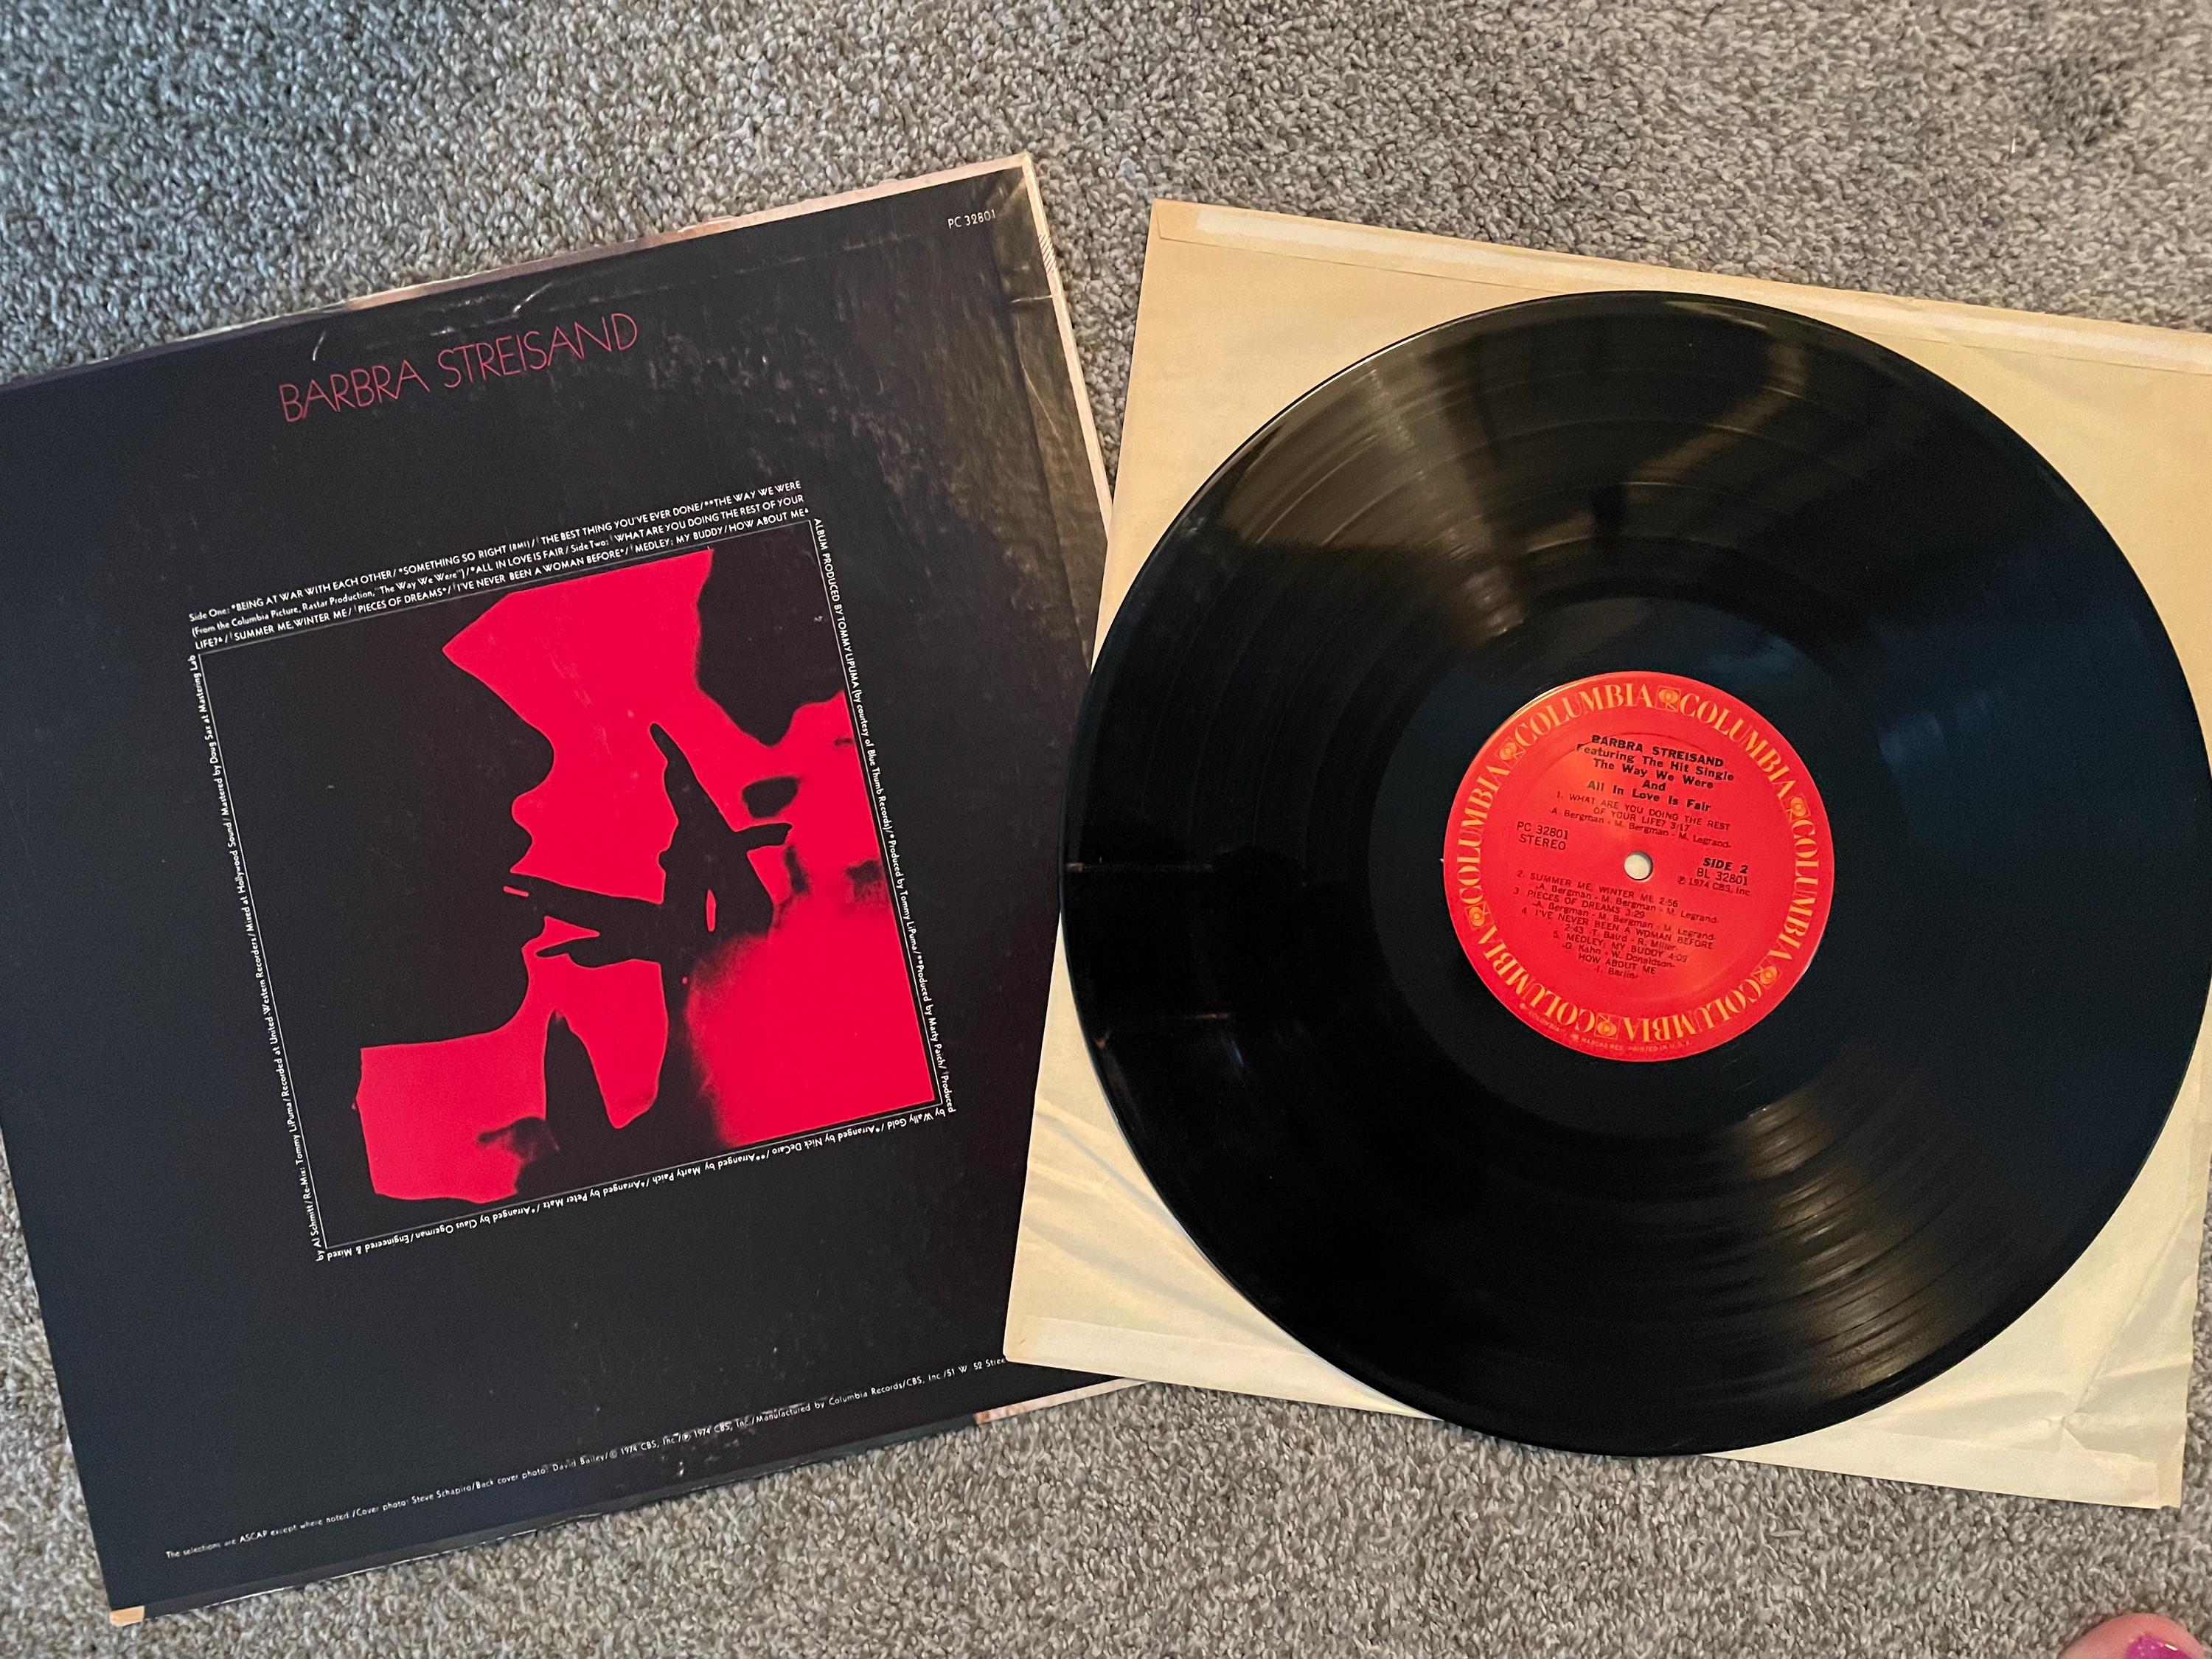 PC 32801
BARBRA STREISAND
Side One: *BEING AT WAR WITH EACH OTHER/ *SOMETHING SO RIGHT (BMI)/ †THE BEST THING YOU'VE EVER DONE/ **THE WAY WE WERE
(From the Columbia Picture, Rastar Production, "The Way We Were")/ *ALL IN LOVE IS FAIR / Side Two: †WHAT ARE YOU DOING THE REST OF YOUR
LIFE?/ †SUMMER ME, WINTER ME/ †PIECES OF DREAMS/ †I'VE NEVER BEEN A WOMAN BEFORE/ †MEDLEY: MY BUDDY / HOW ABOUT ME
ALBUM PRODUCED BY TOMMY LiPUMA (by courtesy of Blue Thumb Records)/ * Produced by Tommy LiPuma/ **Produced by Marty Paich/ †Produced
by Wally Gold / Arranged by Nick DeCaro / **Arranged by Marty Paich / Arranged by Peter Matz / Arranged by Claus Ogerman / Engineered & Mixed
by Al Schmitt/ Re-Mix: Tommy LiPuma/ Recorded at United-Western Recorders/ Mixed at Hollywood Sound/ Mastered by Doug Sax at Mastering Lab
The selections are ASCAP except where noted./Cover photo: Steve Schapiro/Back cover photo: David Bailey/© 1974 CBS, Inc./℗ 1974 CBS, Inc./Manufactured by Columbia Records/CBS, Inc./51 W. 52 Stree
COLUMBIA COLUMBIA COLUMBIA COLUMBIA COLUMBIA COLUMBIA
BARBRA STREISAND
Featuring The Hit Single
The Way We Were
And
All In Love Is Fair
1. WHAT ARE YOU DOING THE REST
OF YOUR LIFE? 3:17
A. Bergman - M. Bergman - M. Legrand-
PC 32801
STEREO
SIDE 2
BL 32801
℗ 1974 CBS, Inc
2. SUMMER ME, WINTER ME 2:56
-A. Bergman - M. Bergman - M. Legrand-
3. PIECES OF DREAMS 3:29
-A. Bergman - M. Bergman - M. Legrand-
4. I'VE NEVER BEEN A WOMAN BEFORE
2:43 -T. Baird - R. Miller-
5. MEDLEY: MY BUDDY 4:09
-G. Kahn - W. Donaldson-
HOW ABOUT ME
-I. Berlin-
MARCAS REG. PRINTED IN U.S.A.